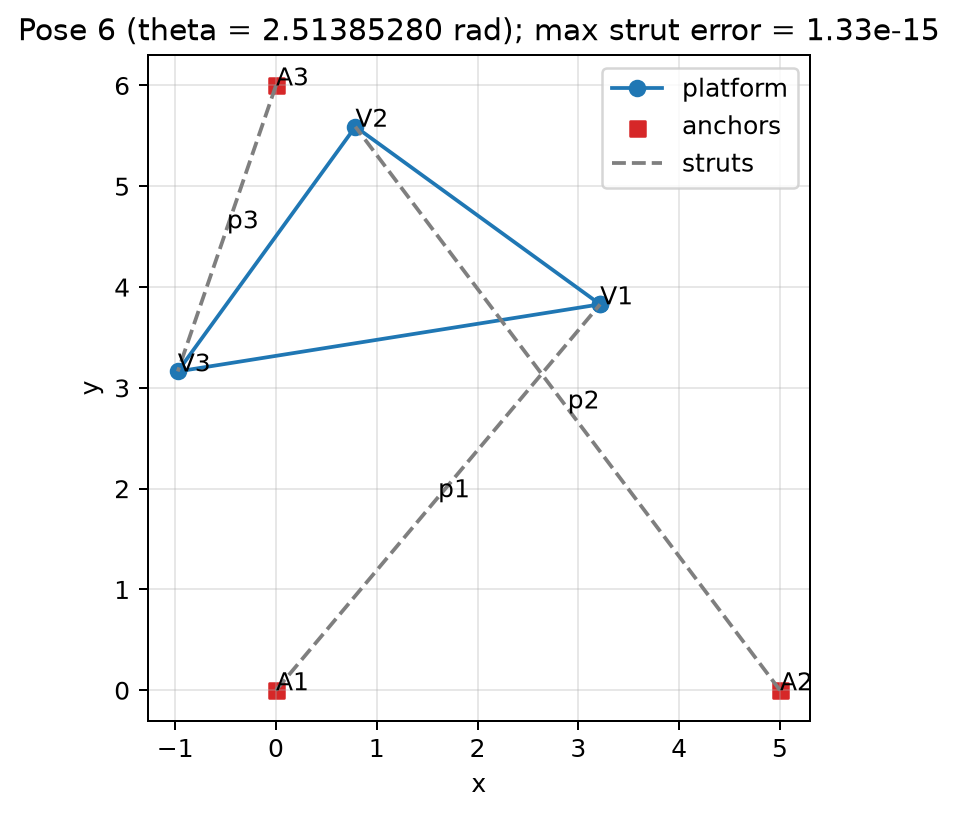 Pose 6 (theta = 2.51385280 rad); max strut error = 1.33e-15
platform
anchors
struts
A3
V2
p3
V1
V3
p2
p1
A1
A2
6
5
4
3
2
1
0
y
−1
0
1
2
3
4
5
x